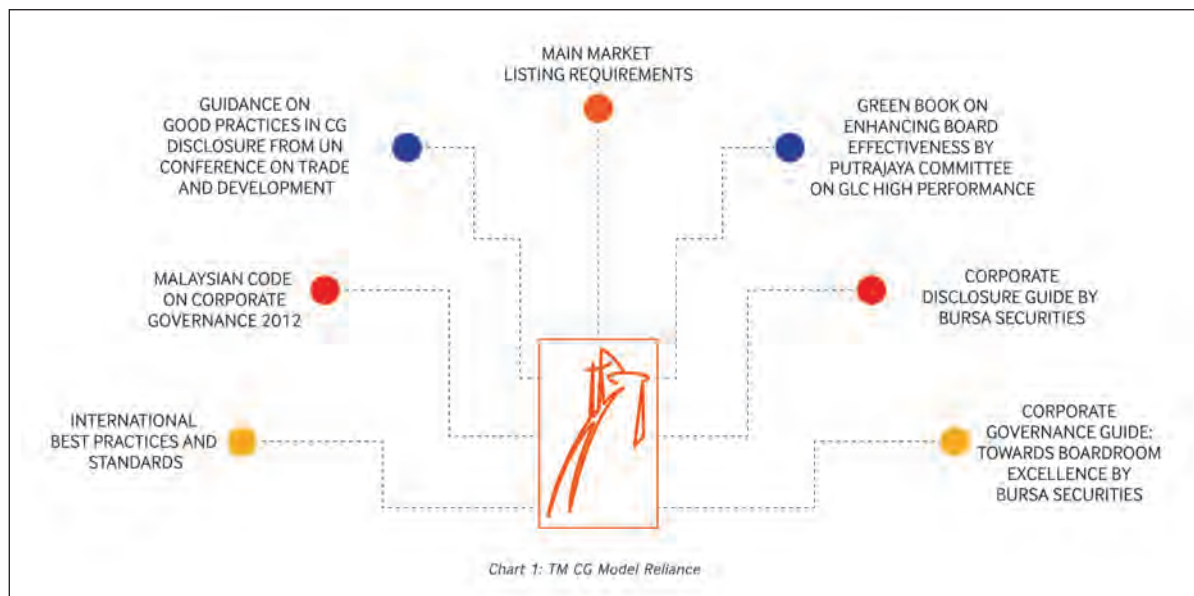 MAIN MARKET
LISTING REQUIREMENTS
GUIDANCE ON
GOOD PRACTICES IN CG
DISCLOSURE FROM UN
CONFERENCE ON TRADE
AND DEVELOPMENT
GREEN BOOK ON
ENHANCING BOARD
EFFECTIVENESS BY
PUTRAJAYA COMMITTEE
ON GLC HIGH PERFORMANCE
MALAYSIAN CODE
ON CORPORATE
GOVERNANCE 2012
CORPORATE
DISCLOSURE GUIDE BY
BURSA SECURITIES
INTERNATIONAL
BEST PRACTICES AND
STANDARDS
CORPORATE
GOVERNANCE GUIDE:
TOWARDS BOARDROOM
EXCELLENCE BY
BURSA SECURITIES
Chart 1: TM CG Model Reliance